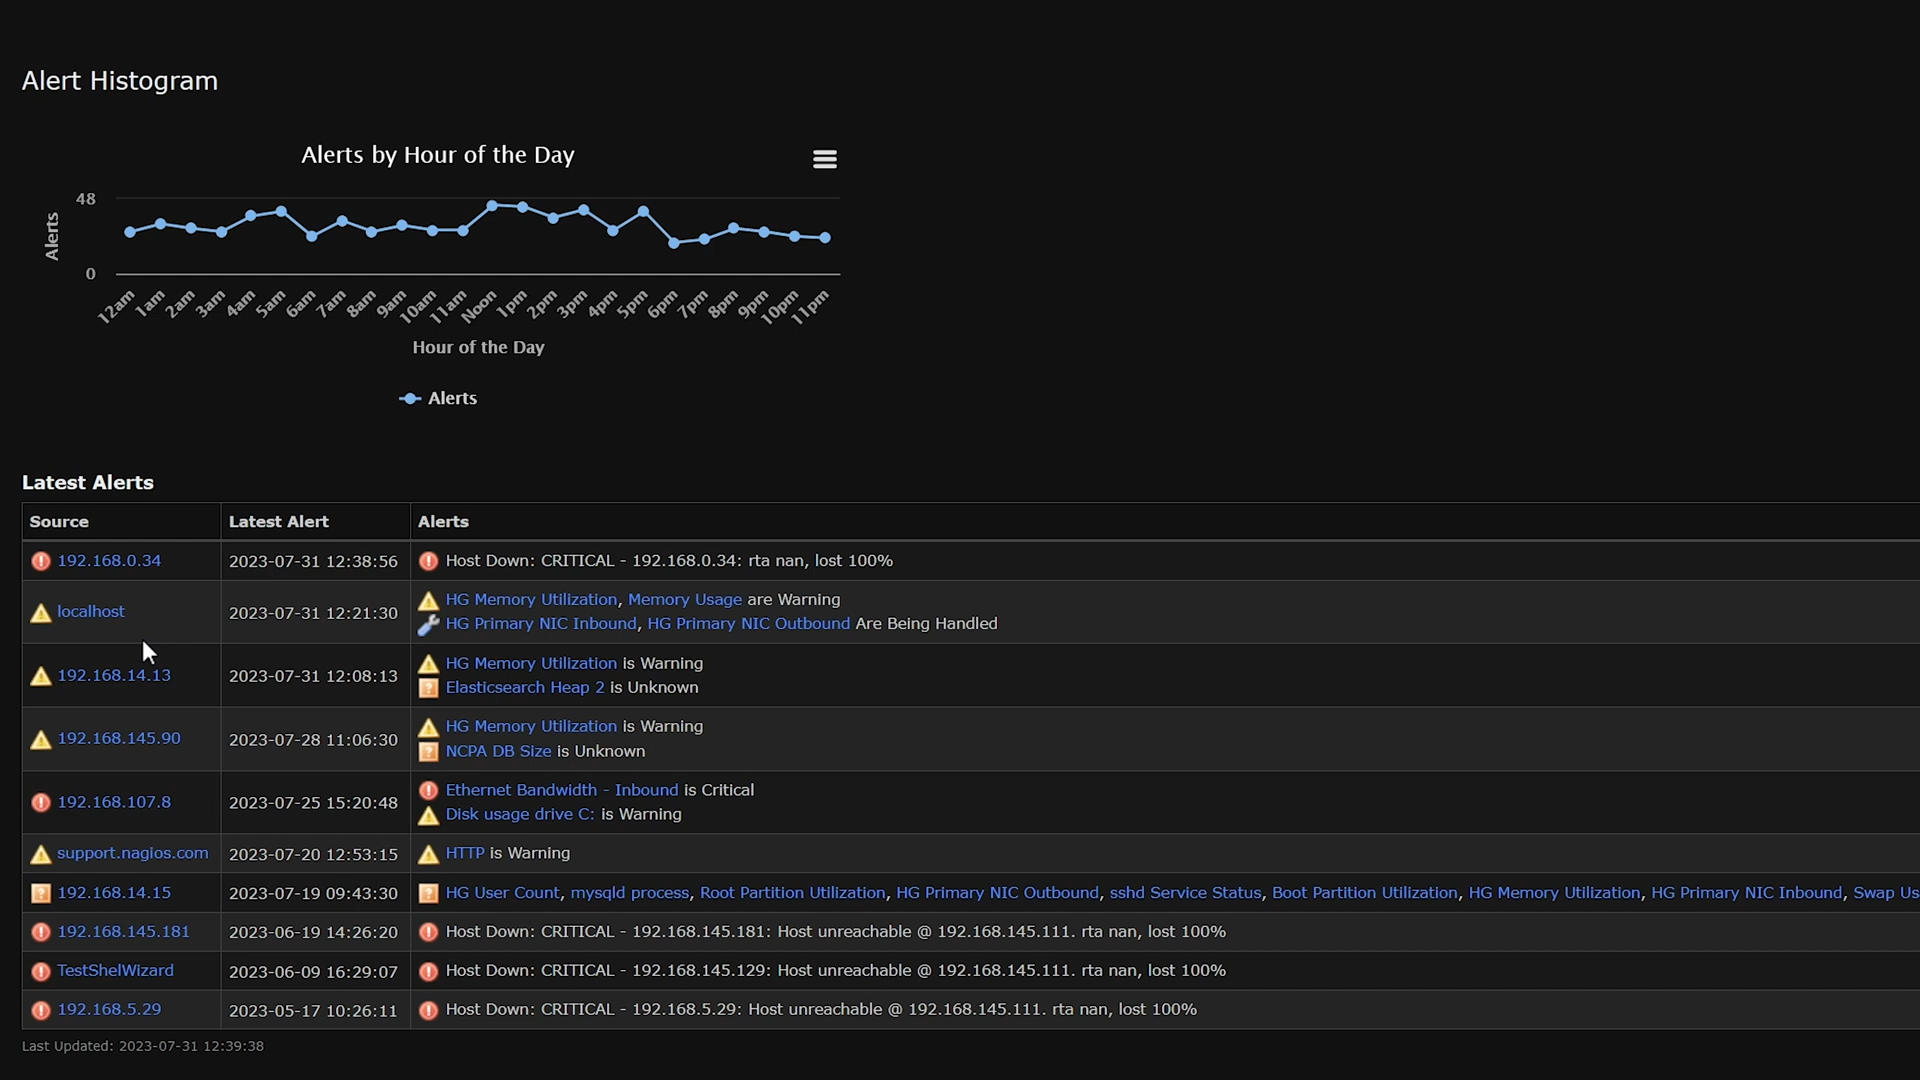 Alert Histogram
Alerts by Hour of the Day
48
Alerts
0
12am 1am 2am 3am 4am 5am 6am 7am 8am 9am 10am 11am Noon 1pm 2pm 3pm 4pm 5pm 6pm 7pm 8pm 9pm 10pm 11pm
Hour of the Day
Alerts
Latest Alerts
Source Latest Alert Alerts
192.168.0.34 2023-07-31 12:38:56 Host Down: CRITICAL - 192.168.0.34: rta nan, lost 100%
localhost 2023-07-31 12:21:30 HG Memory Utilization, Memory Usage are Warning
HG Primary NIC Inbound, HG Primary NIC Outbound Are Being Handled
192.168.14.13 2023-07-31 12:08:13 HG Memory Utilization is Warning
Elasticsearch Heap 2 is Unknown
192.168.145.90 2023-07-28 11:06:30 HG Memory Utilization is Warning
NCPA DB Size is Unknown
192.168.107.8 2023-07-25 15:20:48 Ethernet Bandwidth - Inbound is Critical
Disk usage drive C: is Warning
support.nagios.com 2023-07-20 12:53:15 HTTP is Warning
192.168.14.15 2023-07-19 09:43:30 HG User Count, mysqld process, Root Partition Utilization, HG Primary NIC Outbound, sshd Service Status, Boot Partition Utilization, HG Memory Utilization, HG Primary NIC Inbound, Swap Us
192.168.145.181 2023-06-19 14:26:20 Host Down: CRITICAL - 192.168.145.181: Host unreachable @ 192.168.145.111. rta nan, lost 100%
TestShelWizard 2023-06-09 16:29:07 Host Down: CRITICAL - 192.168.145.129: Host unreachable @ 192.168.145.111. rta nan, lost 100%
192.168.5.29 2023-05-17 10:26:11 Host Down: CRITICAL - 192.168.5.29: Host unreachable @ 192.168.145.111. rta nan, lost 100%
Last Updated: 2023-07-31 12:39:38